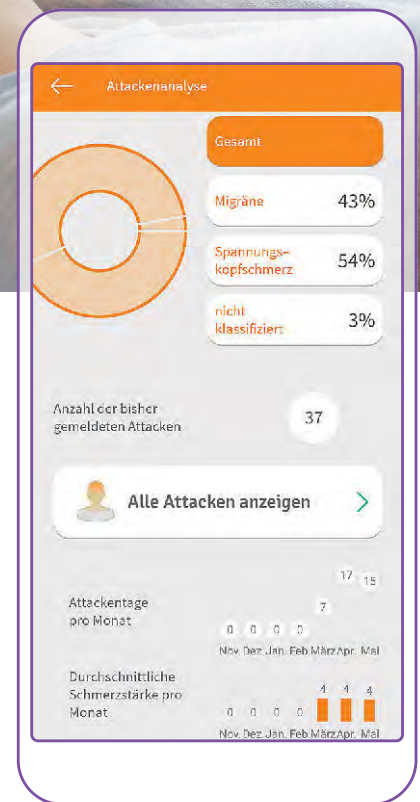 Attackenanalyse
Gesamt
Migräne 43%
Spannungs-
kopfschmerz 54%
nicht
klassifiziert 3%
Anzahl der bisher
gemeldeten Attacken 37
Alle Attacken anzeigen
Attackentage
pro Monat
0 0 0 0 7 17 15
Nov. Dez. Jan. Feb. März Apr. Mai
Durchschnittliche
Schmerzstärke pro
Monat
0 0 0 0 4 4 4
Nov. Dez. Jan. Feb. März Apr. Mai